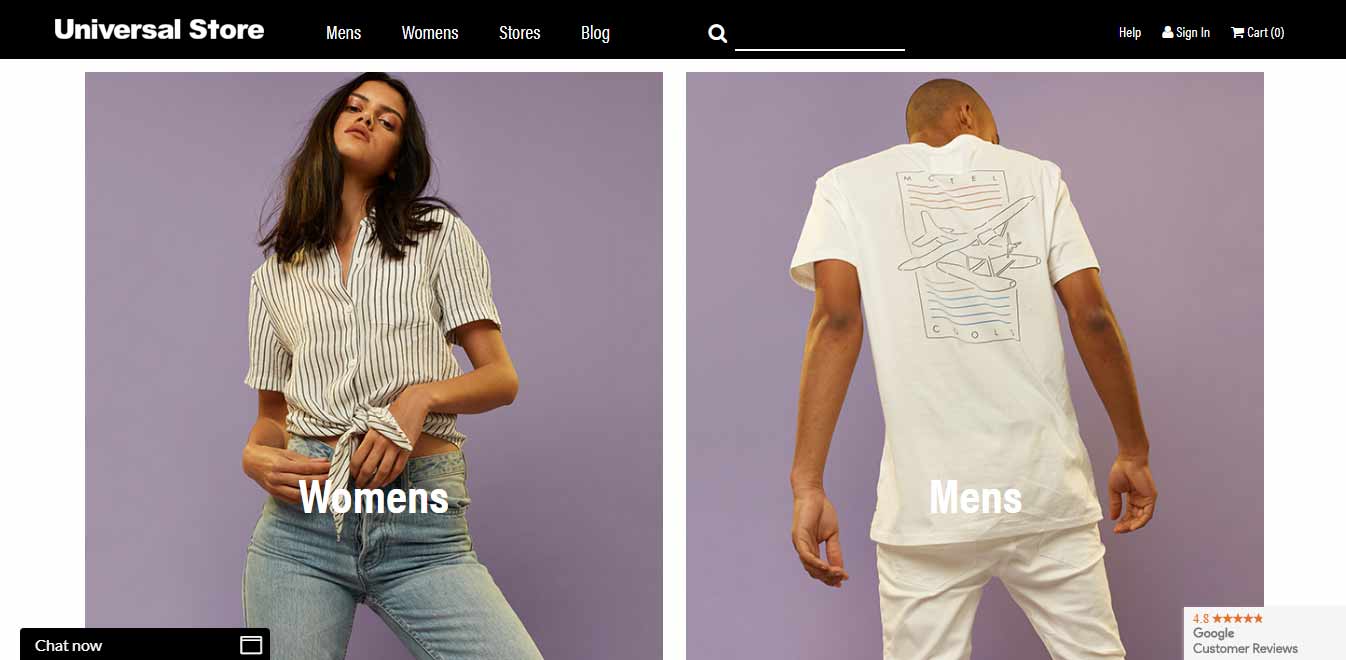 Universal Store
Mens
Womens
Stores
Blog
Help
Sign In
Cart (0)
MOTEL
COOLS
Womens
Mens
Chat now
4.8 ★★★★★
Google
Customer Reviews